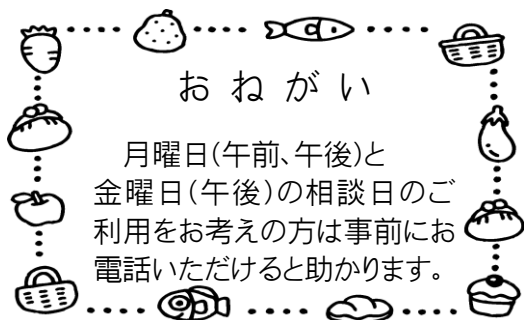 おねがい
月曜日(午前、午後)と
金曜日(午後)の相談日のご
利用をお考えの方は事前にお
電話いただけると助かります。